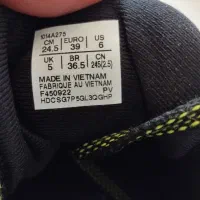 10MA275
CM EURO US
24.5 39 6
UK BR CN
5 36.5 245(2.5)
MADE IN VIETNAM
FABRIQUE AU VIETNAM
F450922 PV
HDCSG7P5GL3QGHP